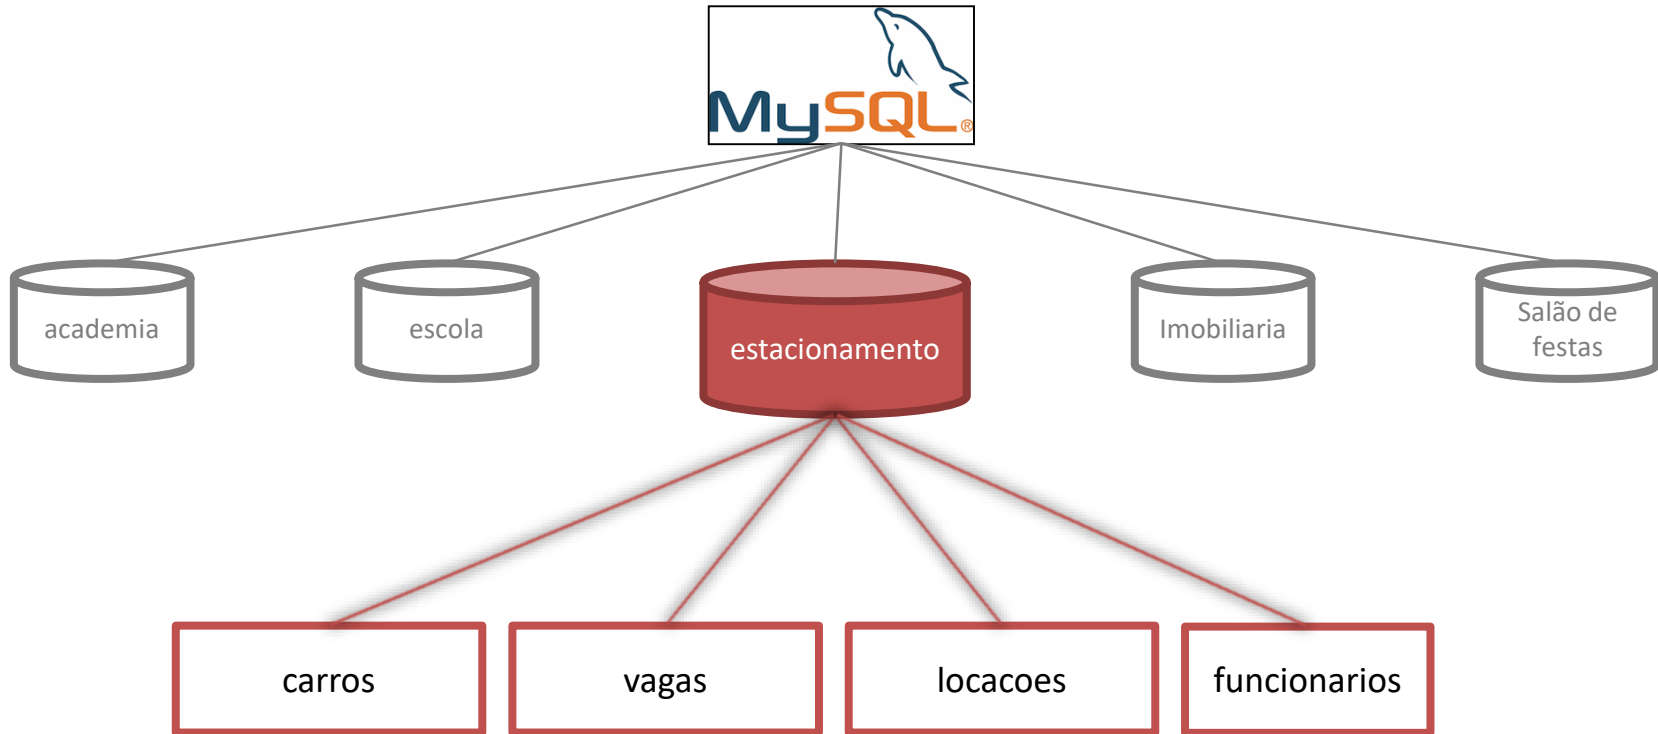 MySQL®
academia
escola
estacionamento
Imobiliaria
Salão de
festas
carros
vagas
locacoes
funcionarios